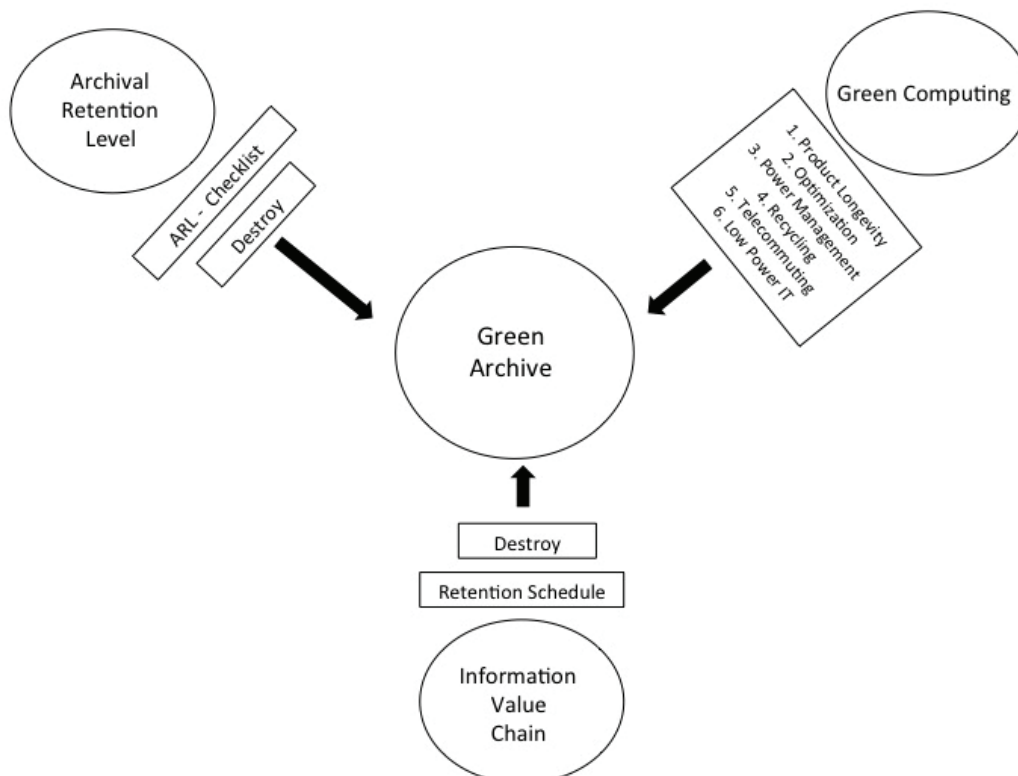 Archival
Retention
Level
ARL - Checklist
Destroy
Green Computing
1. Product Longevity
2. Optimization
3. Power Management
4. Recycling
5. Telecommuting
6. Low Power IT
Green
Archive
Destroy
Retention Schedule
Information
Value
Chain